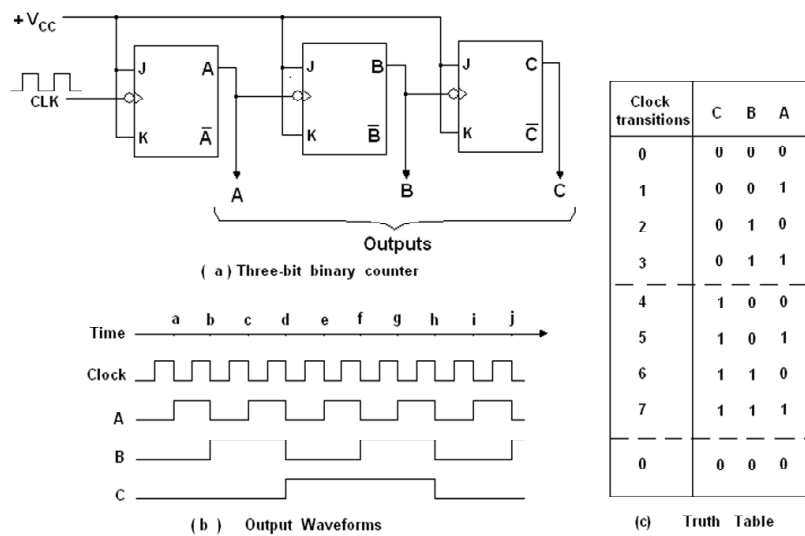 + VCC
J A J B J C
CLK
K A̅ K B̅ K C̅
A B C
Outputs
( a ) Three-bit binary counter
Time a b c d e f g h i j
Clock
A
B
C
( b ) Output Waveforms
Clock transitions C B A
0 0 0 0
1 0 0 1
2 0 1 0
3 0 1 1
4 1 0 0
5 1 0 1
6 1 1 0
7 1 1 1
0 0 0 0
(c) Truth Table